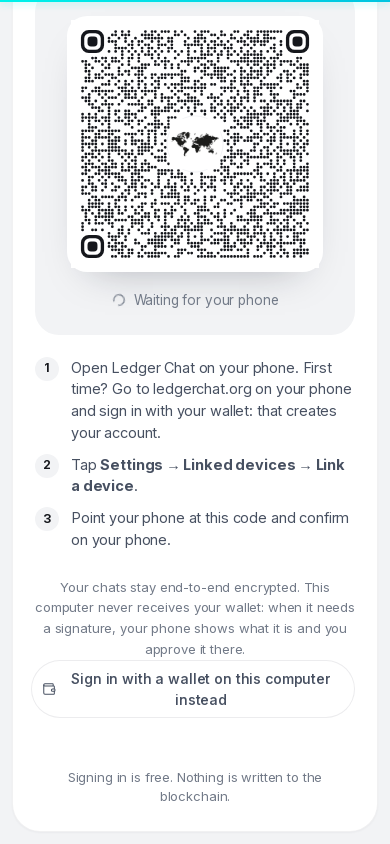 Waiting for your phone
1 Open Ledger Chat on your phone. First
time? Go to ledgerchat.org on your phone
and sign in with your wallet: that creates
your account.
2 Tap Settings → Linked devices → Link
a device.
3 Point your phone at this code and confirm
on your phone.
Your chats stay end-to-end encrypted. This
computer never receives your wallet: when it needs
a signature, your phone shows what it is and you
approve it there.
Sign in with a wallet on this computer
instead
Signing in is free. Nothing is written to the
blockchain.